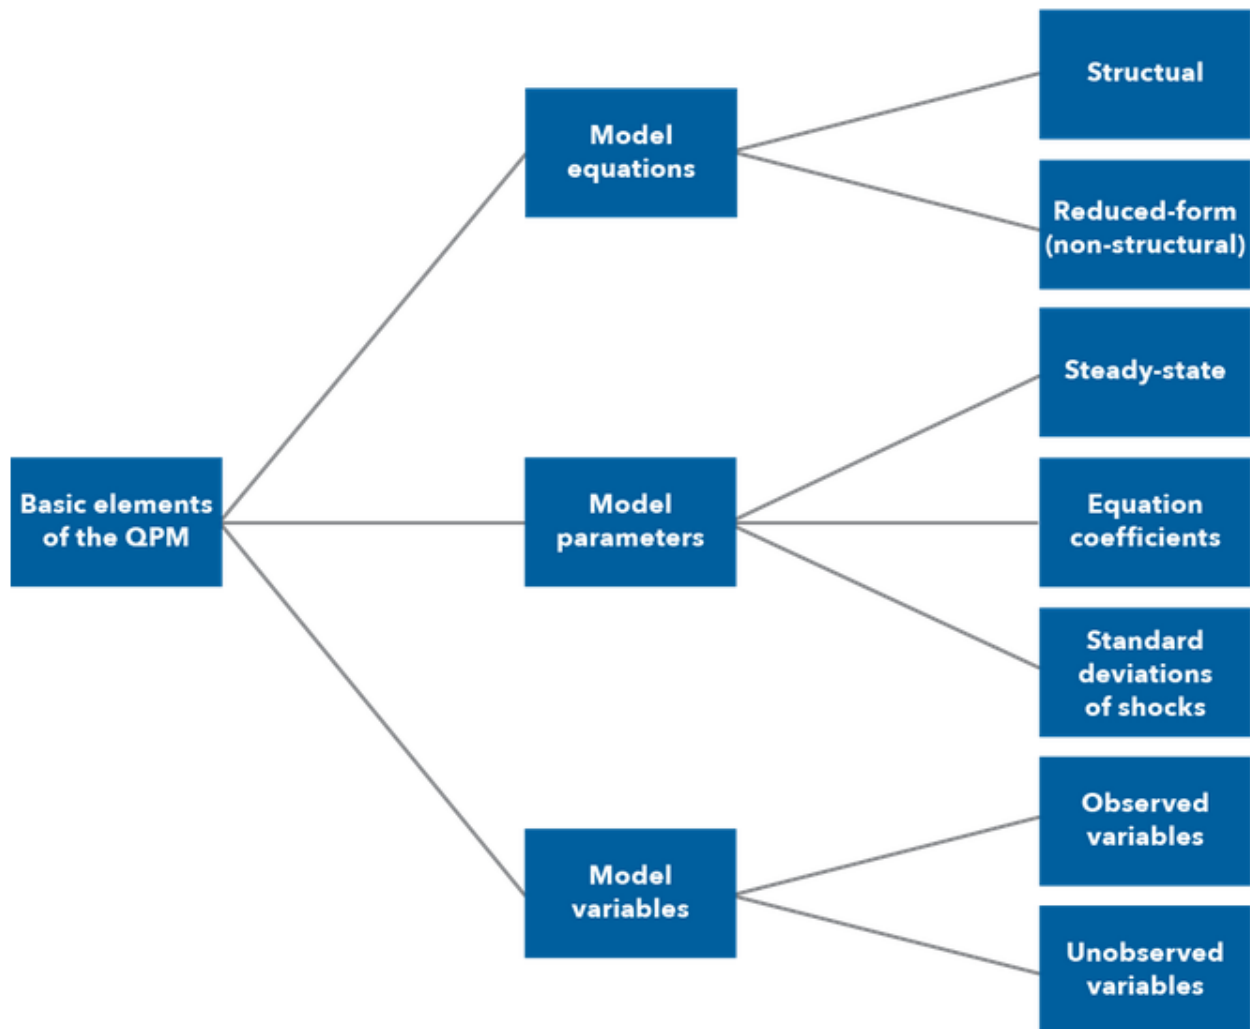 Basic elements
of the QPM
Model
equations
Structual
Reduced-form
(non-structural)
Model
parameters
Steady-state
Equation
coefficients
Standard
deviations
of shocks
Model
variables
Observed
variables
Unobserved
variables